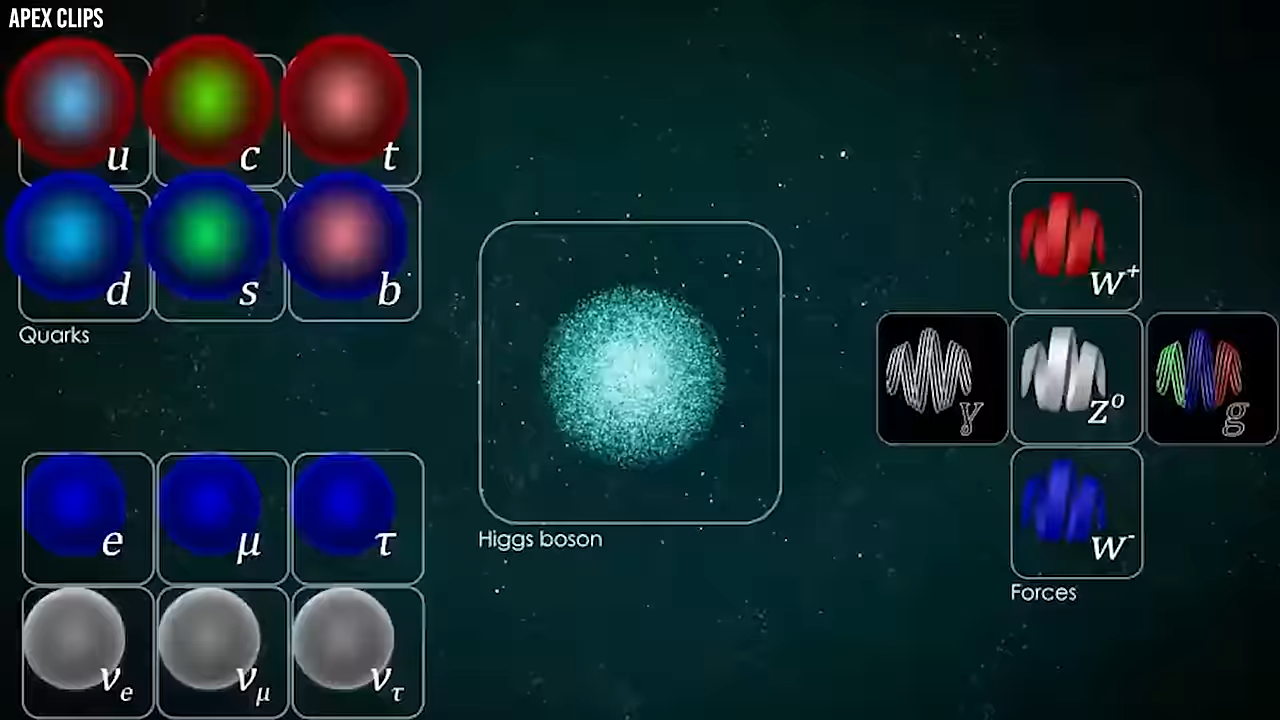 APEX CLIPS
u c t
d s b
Quarks
e μ τ
νe νμ ντ
Higgs boson
W+
γ Z0 g
W-
Forces